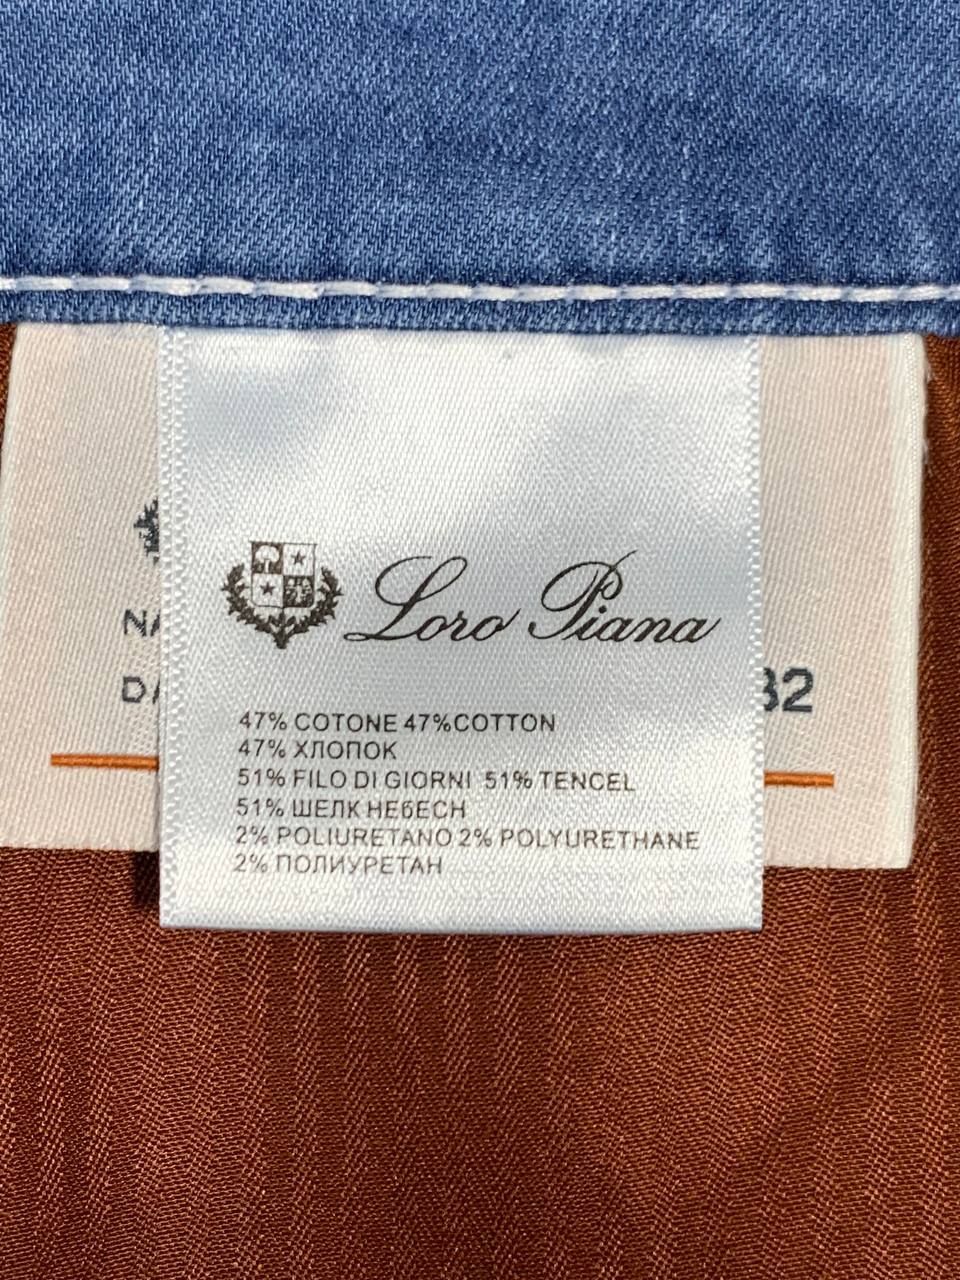 Loro Piana
47% COTONE 47%COTTON
47% ХЛОПОК
51% FILO DI GIORNI 51% TENCEL
51% ШЕЛК НЕБЕСН
2% POLIURETANO 2% POLYURETHANE
2% ПОЛИУРЕТАН
32